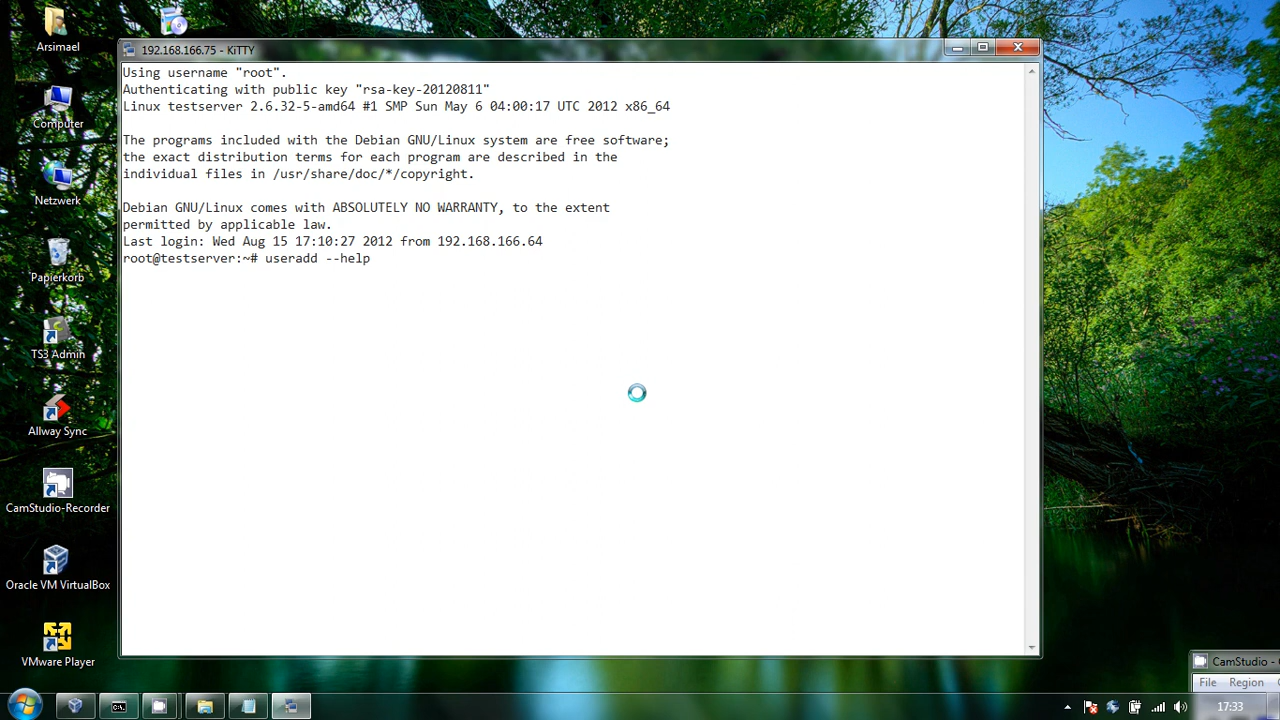 Arsimael
Computer
Netzwerk
Papierkorb
TS3 Admin
Allway Sync
CamStudio-Recorder
Oracle VM VirtualBox
VMware Player
192.168.166.75 - KiTTY
Using username "root".
Authenticating with public key "rsa-key-20120811"
Linux testserver 2.6.32-5-amd64 #1 SMP Sun May 6 04:00:17 UTC 2012 x86_64
The programs included with the Debian GNU/Linux system are free software;
the exact distribution terms for each program are described in the
individual files in /usr/share/doc/*/copyright.
Debian GNU/Linux comes with ABSOLUTELY NO WARRANTY, to the extent
permitted by applicable law.
Last login: Wed Aug 15 17:10:27 2012 from 192.168.166.64
root@testserver:~# useradd --help
CamStudio -
File Region
17:33